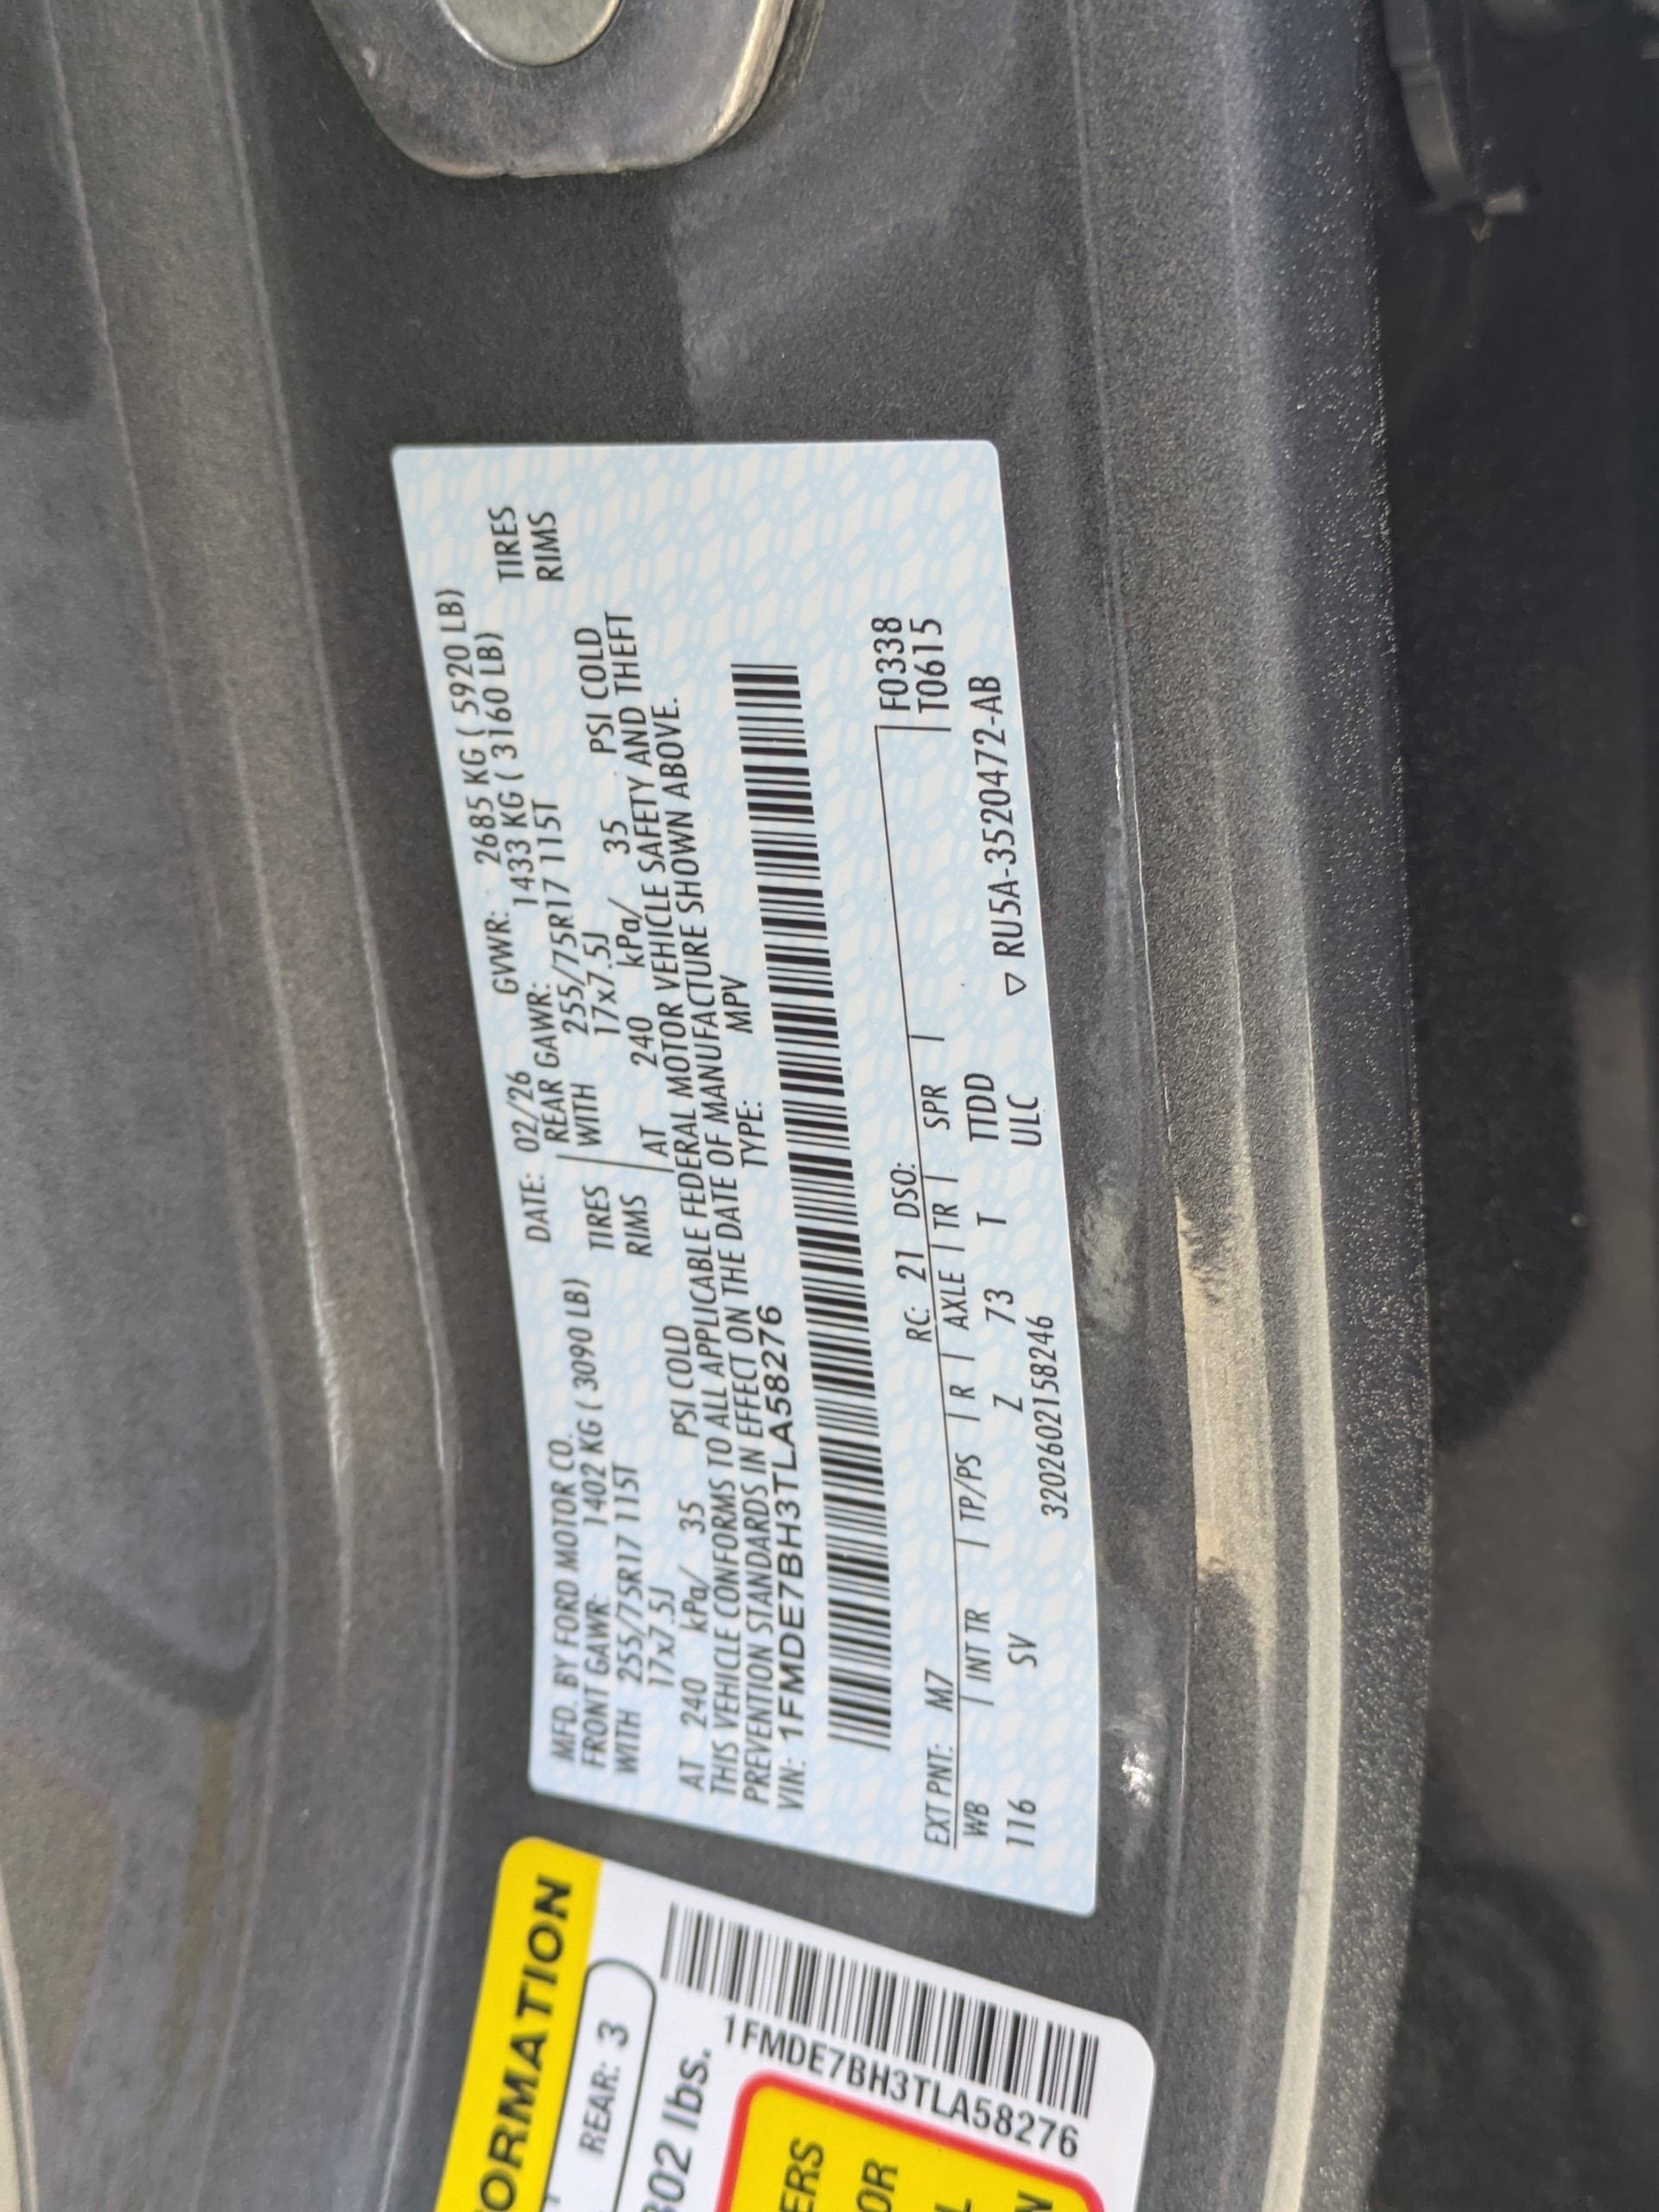 MFD. BY FORD MOTOR CO.
DATE: 02/26 GVWR: 2685 KG ( 5920 LB)
FRONT GAWR: 1402 KG ( 3090 LB) REAR GAWR: 1433 KG ( 3160 LB)
WITH 255/75R17 115T TIRES WITH 255/75R17 115T TIRES
17x7.5J RIMS 17x7.5J RIMS
AT 240 kPa/ 35 PSI COLD AT 240 kPa/ 35 PSI COLD
THIS VEHICLE CONFORMS TO ALL APPLICABLE FEDERAL MOTOR VEHICLE SAFETY AND THEFT
PREVENTION STANDARDS IN EFFECT ON THE DATE OF MANUFACTURE SHOWN ABOVE.
VIN: 1FMDE7BH3TLA58276 TYPE: MPV
EXT PNT: M7 RC: 21 DSO: F0338
WB | INT TR | TP/PS | R | AXLE | TR | SPR | T0615
116 SV Z 73 T TTDD
3202602158246 ULC ▽ RU5A-3520472-AB
ORMATION
REAR: 3
302 lbs.
1FMDE7BH3TLA58276
ERS
OR